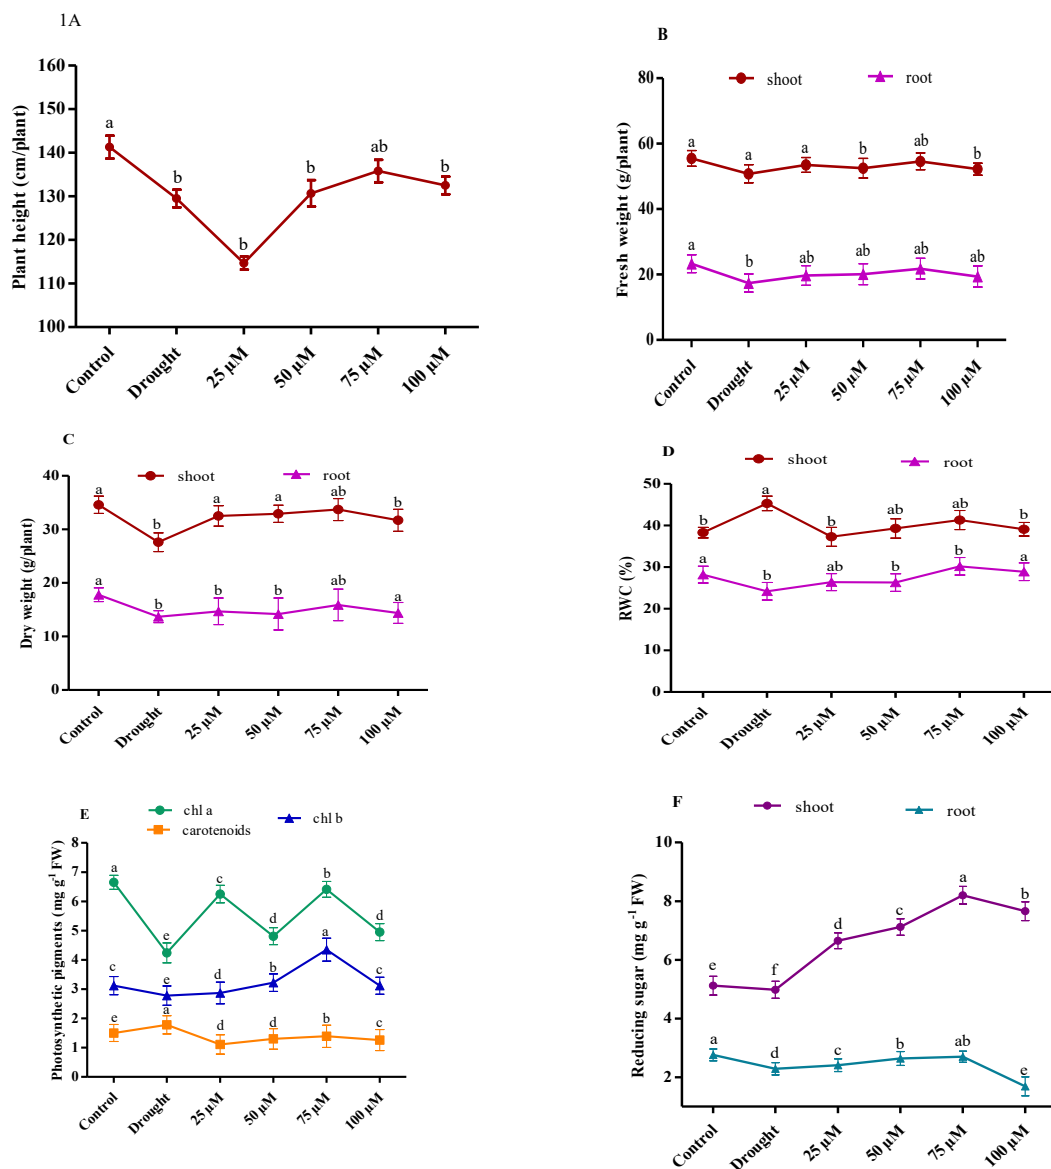 1A
Plant height (cm/plant)
160
150
140
130
120
115
100
a
b
b
b
ab
b
Control
Drought
25 µM
50 µM
75 µM
100 µM
B
shoot
root
Fresh weight (g/plant)
80
60
40
20
0
a
a
a
b
ab
b
a
b
ab
ab
ab
ab
Control
Drought
25 µM
50 µM
75 µM
100 µM
C
shoot
root
Dry weight (g/plant)
40
30
20
10
0
a
b
a
a
ab
b
a
b
b
b
ab
a
Control
Drought
25 µM
50 µM
75 µM
100 µM
D
shoot
root
RWC (%)
50
40
30
20
10
0
b
a
b
ab
ab
b
a
b
ab
b
b
a
Control
Drought
25 µM
50 µM
75 µM
100 µM
E
chl a
chl b
carotenoids
Photosynthetic pigments (mg g-1 FW)
8
7
6
5
4
3
2
1
0
a
e
c
d
b
d
c
e
d
b
a
c
e
a
d
d
b
c
Control
Drought
25 µM
50 µM
75 µM
100 µM
F
shoot
root
Reducing sugar (mg g-1 FW)
10
8
6
4
2
e
f
d
c
a
b
a
d
c
b
ab
e
Control
Drought
25 µM
50 µM
75 µM
100 µM